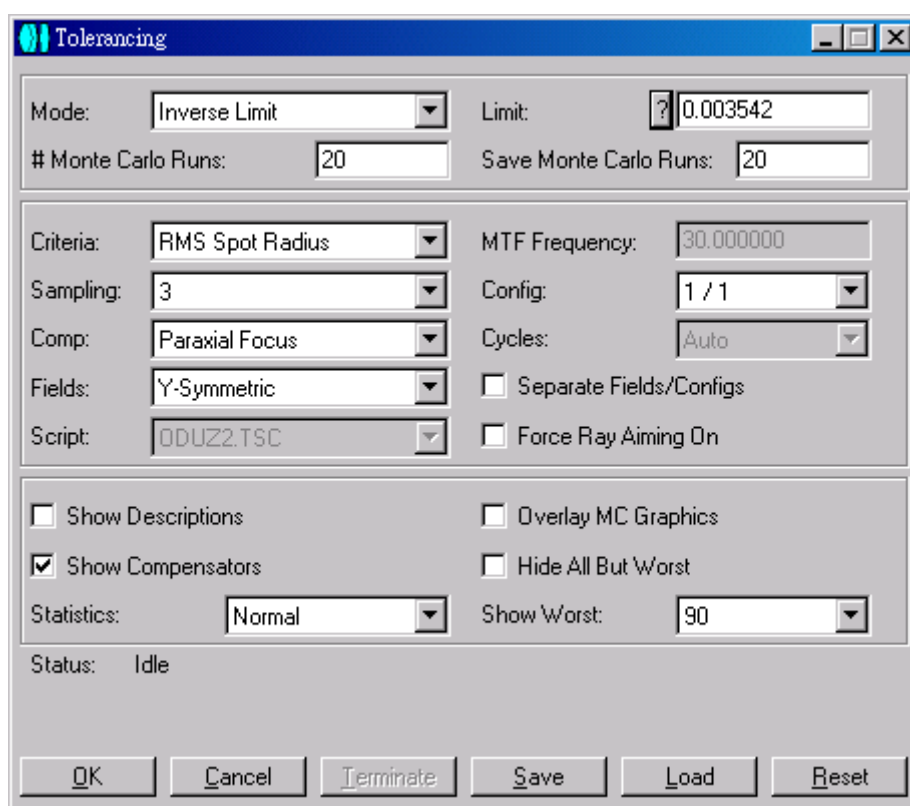 Tolerancing
Mode: Inverse Limit Limit: ? 0.003542
# Monte Carlo Runs: 20 Save Monte Carlo Runs: 20
Criteria: RMS Spot Radius MTF Frequency: 30.000000
Sampling: 3 Config: 1 / 1
Comp: Paraxial Focus Cycles: Auto
Fields: Y-Symmetric Separate Fields/Configs
Script: ODUZ2.TSC Force Ray Aiming On
Show Descriptions Overlay MC Graphics
Show Compensators Hide All But Worst
Statistics: Normal Show Worst: 90
Status: Idle
OK Cancel Terminate Save Load Reset